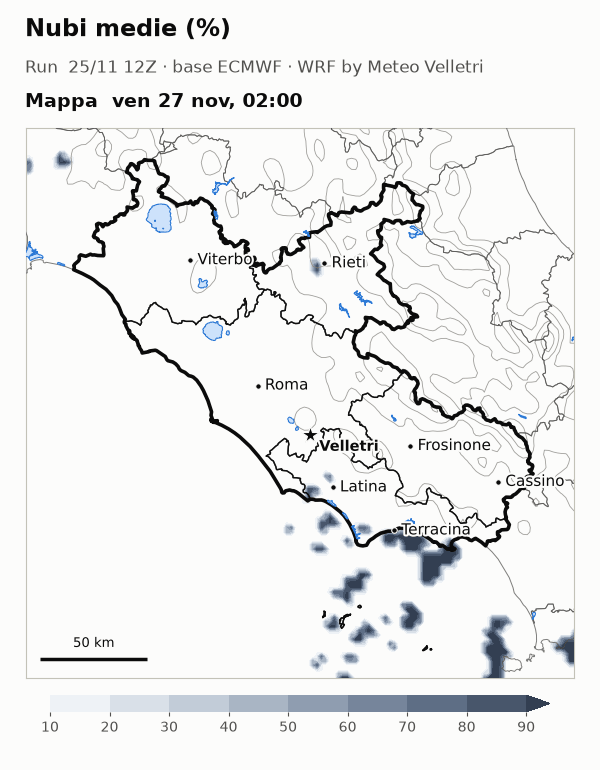 Nubi medie (%)
Run 25/11 12Z · base ECMWF · WRF by Meteo Velletri
Mappa ven 27 nov, 02:00
Viterbo
Rieti
Roma
Velletri
Frosinone
Latina
Cassino
Terracina
50 km
10 20 30 40 50 60 70 80 90